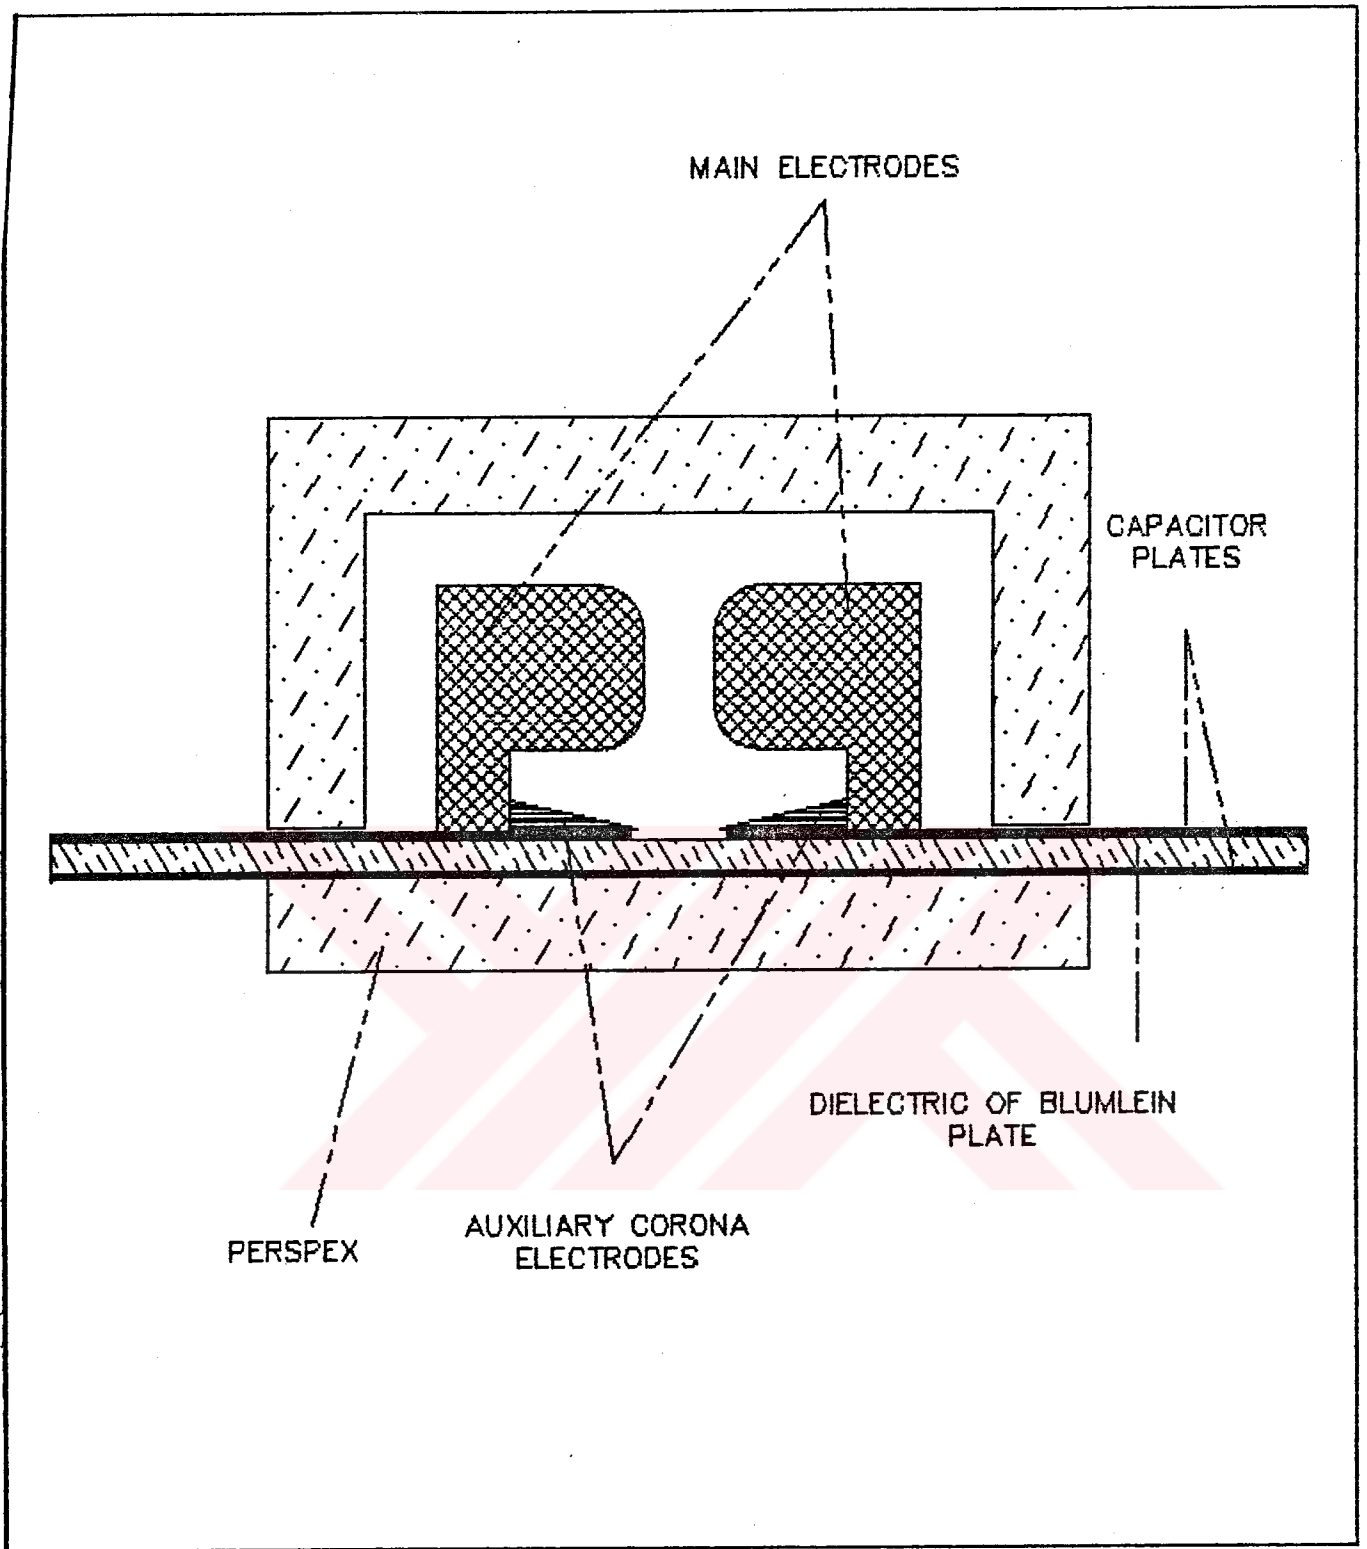 MAIN ELECTRODES
CAPACITOR
PLATES
DIELECTRIC OF BLUMLEIN
PLATE
AUXILIARY CORONA
ELECTRODES
PERSPEX